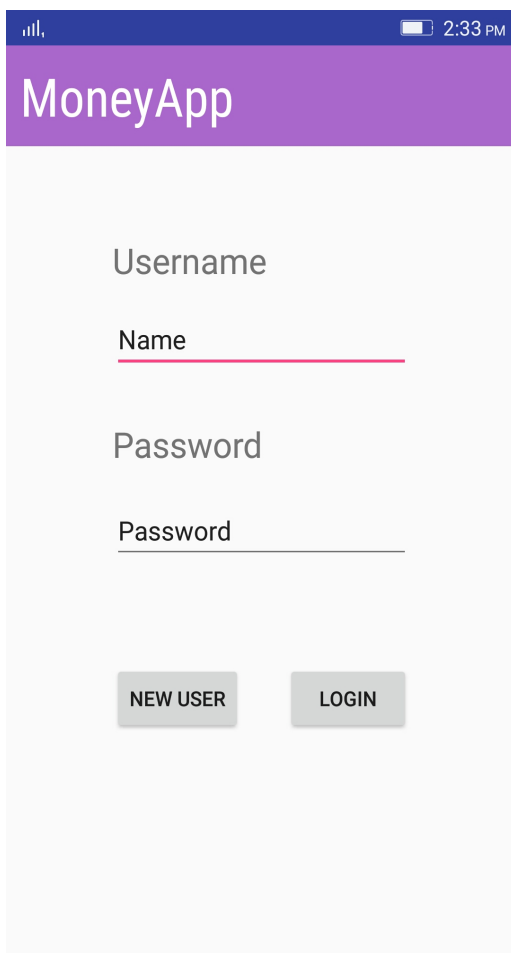 2:33 PM
MoneyApp
Username
Name
Password
Password
NEW USER LOGIN